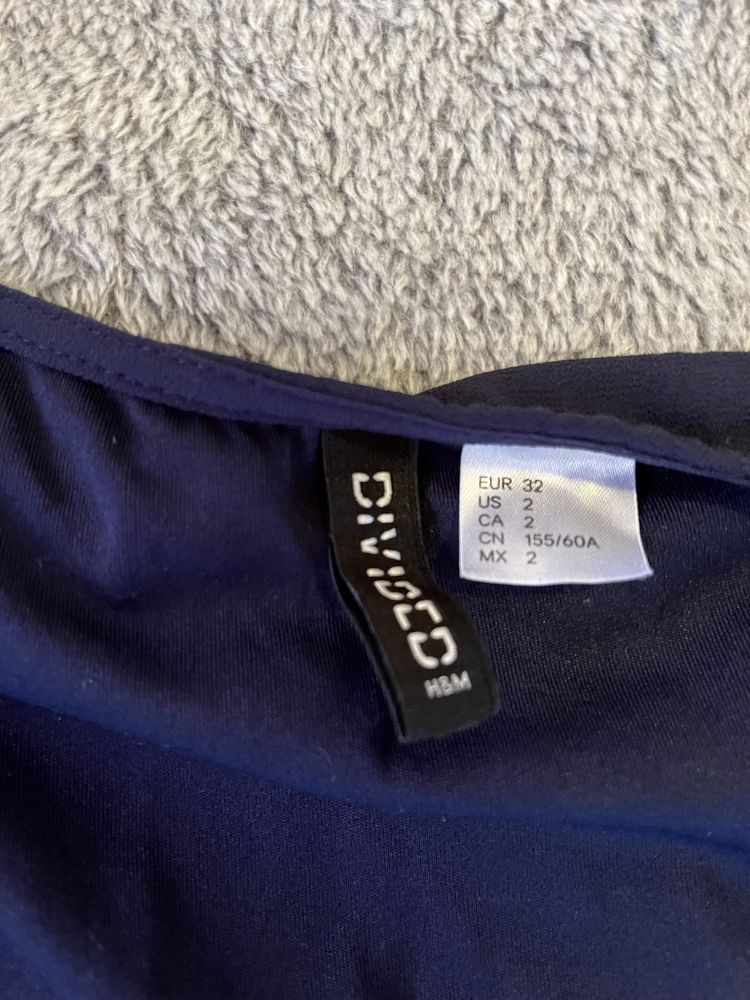 DIVIDED
H&M
EUR 32
US 2
CA 2
CN 155/60A
MX 2